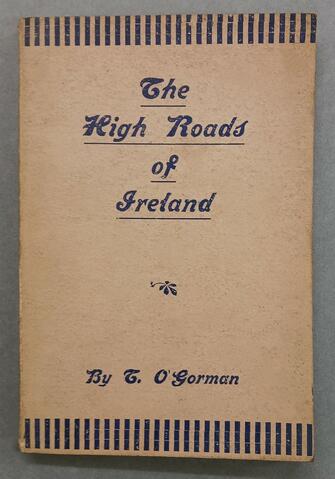 The
High Roads
of
Ireland
By T. O'Gorman